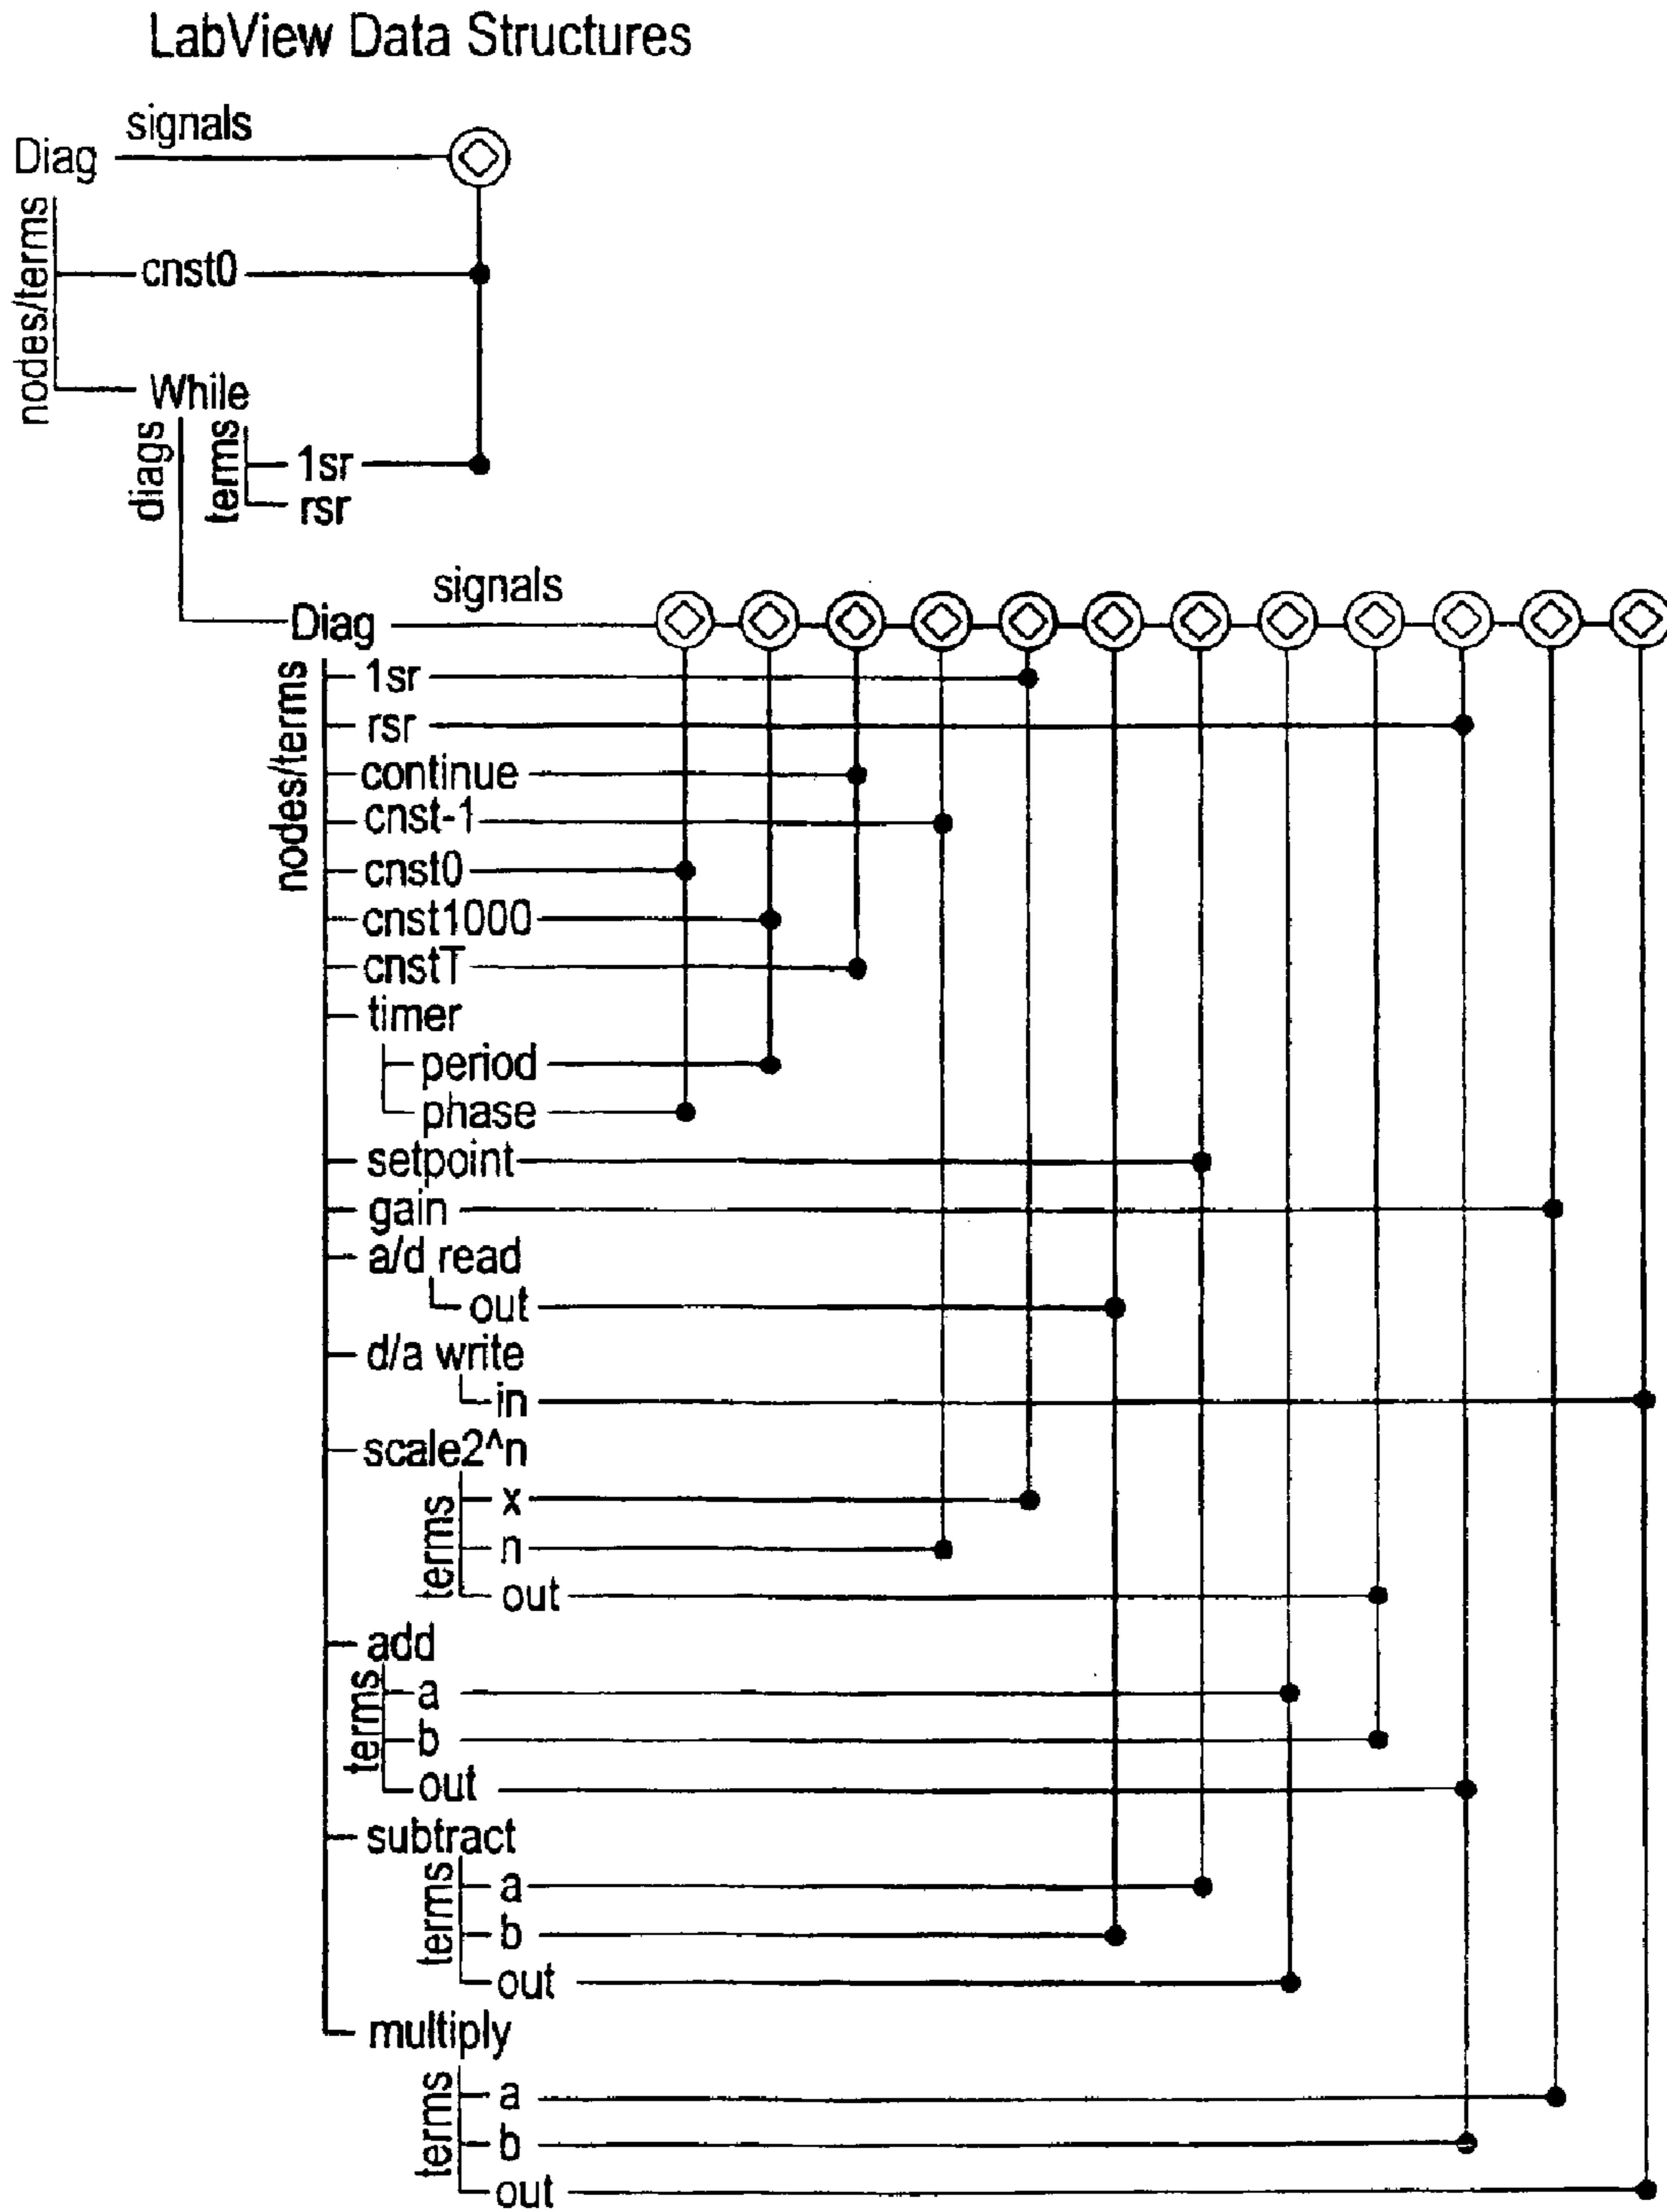 LabView Data Structures
signals
Diag
nodes/terms
cnst0
While
diags
terms
1sr
rsr
signals
Diag
nodes/terms
1sr
rsr
continue
cnst-1
cnst0
cnst1000
cnstT
timer
period
phase
setpoint
gain
a/d read
out
d/a write
in
scale2^n
terms
x
n
out
add
terms
a
b
out
subtract
terms
a
b
out
multiply
terms
a
b
out